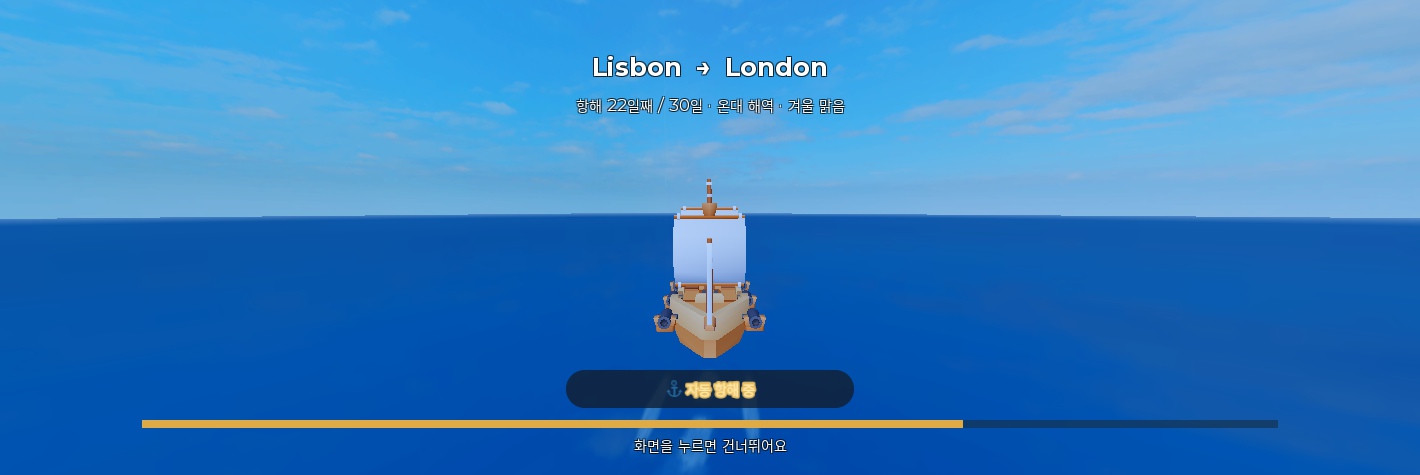 Lisbon → London
항해 22일째 / 30일 · 온대 해역 · 겨울 맑음
⚓ 자동 항해 중
화면을 누르면 건너뛰어요